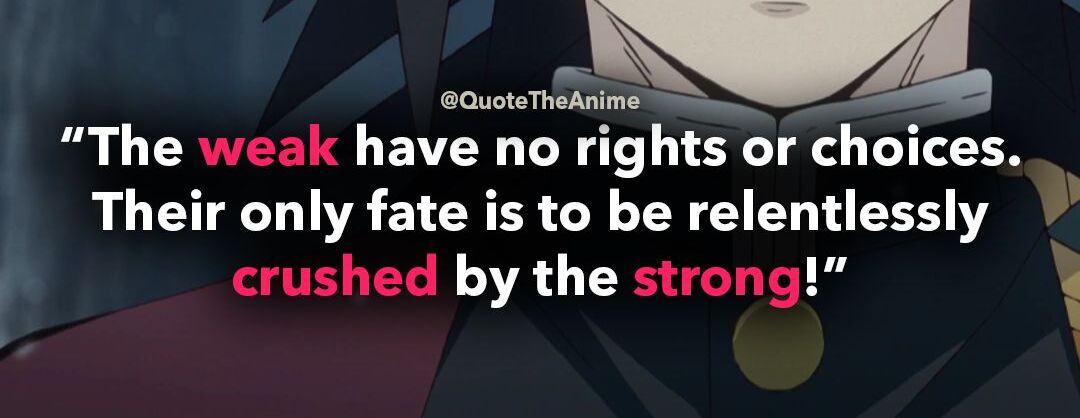 @QuoteTheAnime
“The weak have no rights or choices.
Their only fate is to be relentlessly
crushed by the strong!”